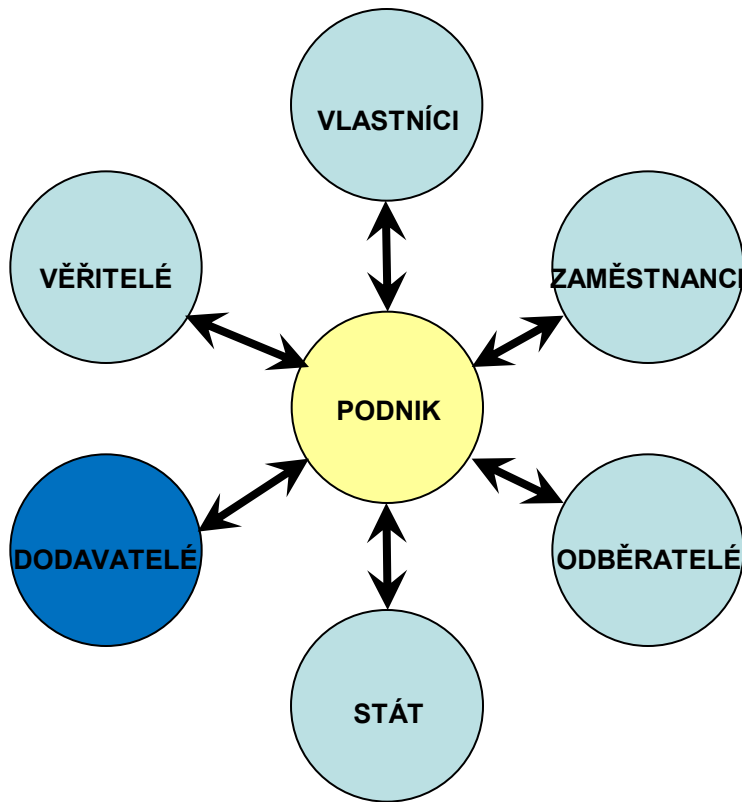 VLASTNÍCI
VĚŘITELÉ
ZAMĚSTNANCI
PODNIK
DODAVATELÉ
ODBĚRATELÉ
STÁT